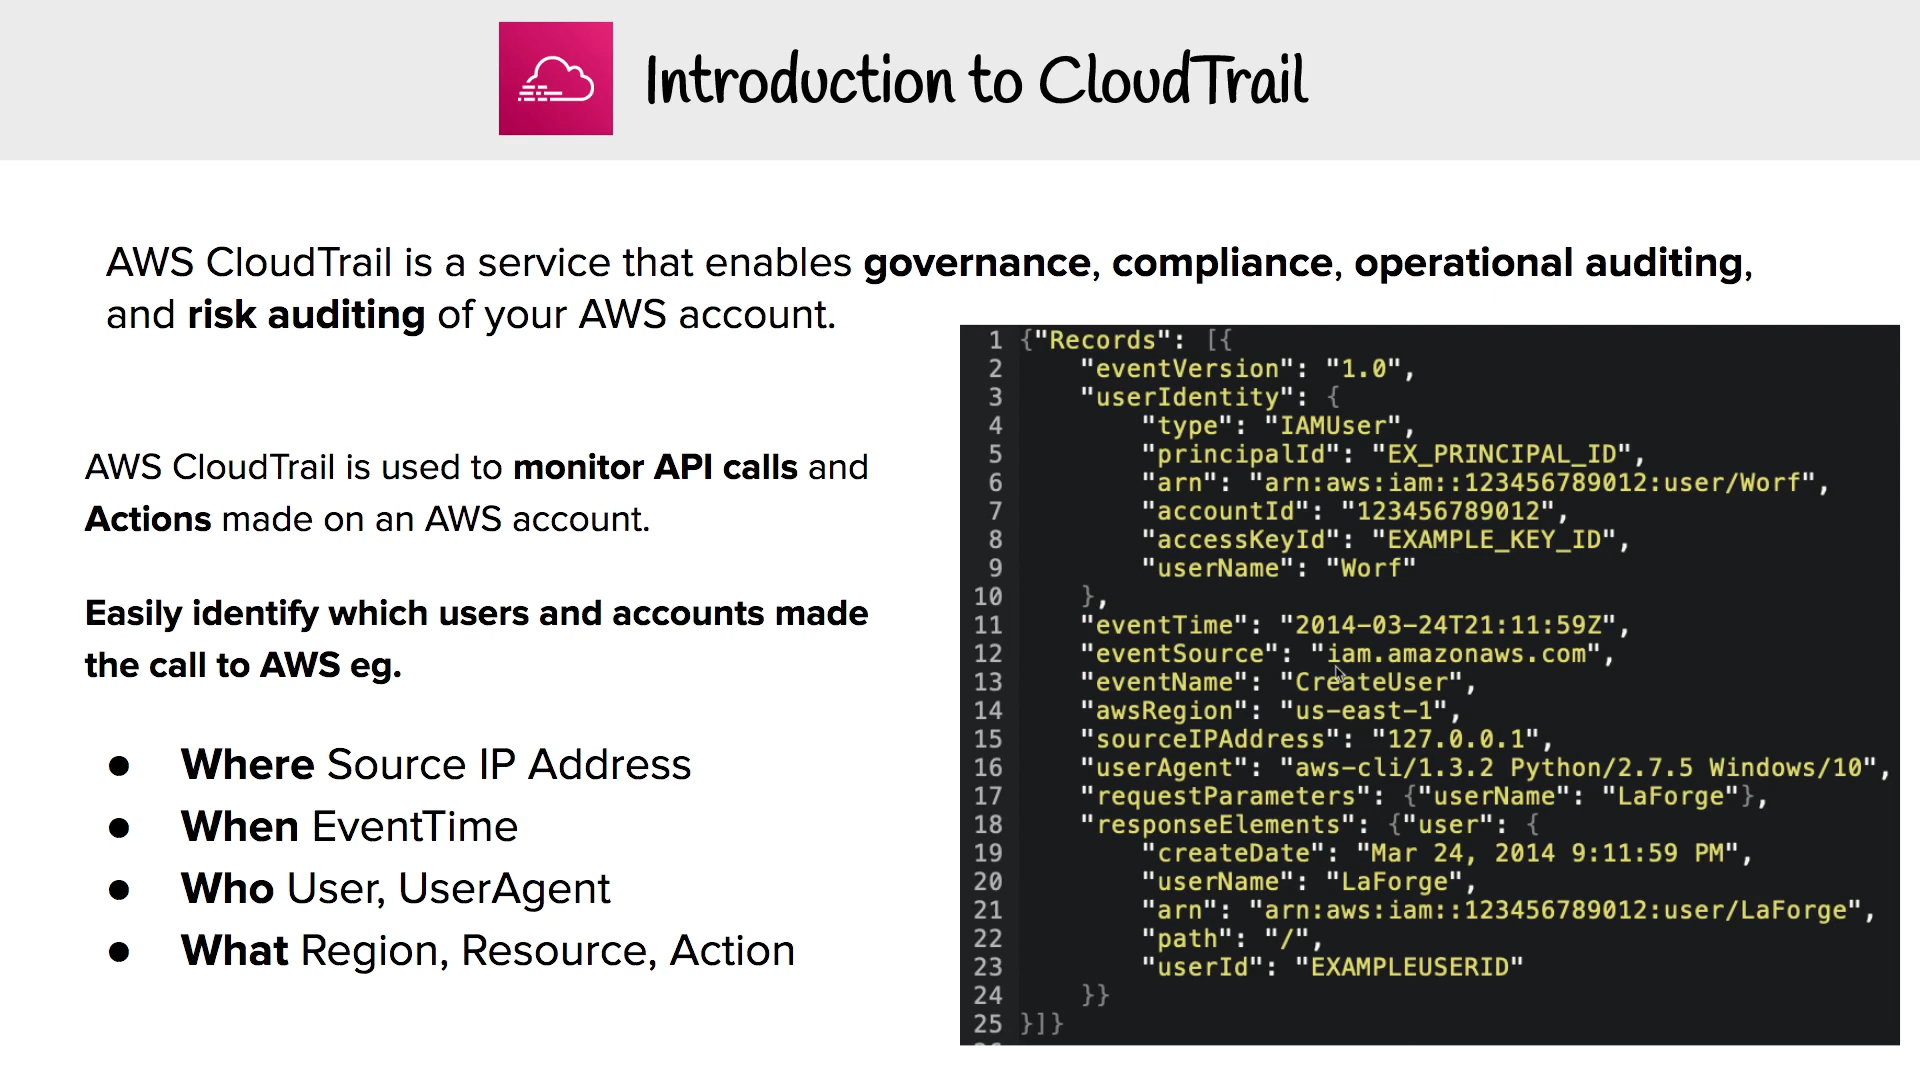 Introduction to CloudTrail
AWS CloudTrail is a service that enables governance, compliance, operational auditing,
and risk auditing of your AWS account.
AWS CloudTrail is used to monitor API calls and
Actions made on an AWS account.
Easily identify which users and accounts made
the call to AWS eg.
● Where Source IP Address
● When EventTime
● Who User, UserAgent
● What Region, Resource, Action
1 {"Records": [{
2 "eventVersion": "1.0",
3 "userIdentity": {
4 "type": "IAMUser",
5 "principalId": "EX_PRINCIPAL_ID",
6 "arn": "arn:aws:iam::123456789012:user/Worf",
7 "accountId": "123456789012",
8 "accessKeyId": "EXAMPLE_KEY_ID",
9 "userName": "Worf"
10 },
11 "eventTime": "2014-03-24T21:11:59Z",
12 "eventSource": "iam.amazonaws.com",
13 "eventName": "CreateUser",
14 "awsRegion": "us-east-1",
15 "sourceIPAddress": "127.0.0.1",
16 "userAgent": "aws-cli/1.3.2 Python/2.7.5 Windows/10",
17 "requestParameters": {"userName": "LaForge"},
18 "responseElements": {"user": {
19 "createDate": "Mar 24, 2014 9:11:59 PM",
20 "userName": "LaForge",
21 "arn": "arn:aws:iam::123456789012:user/LaForge",
22 "path": "/",
23 "userId": "EXAMPLEUSERID"
24 }}
25 }]}